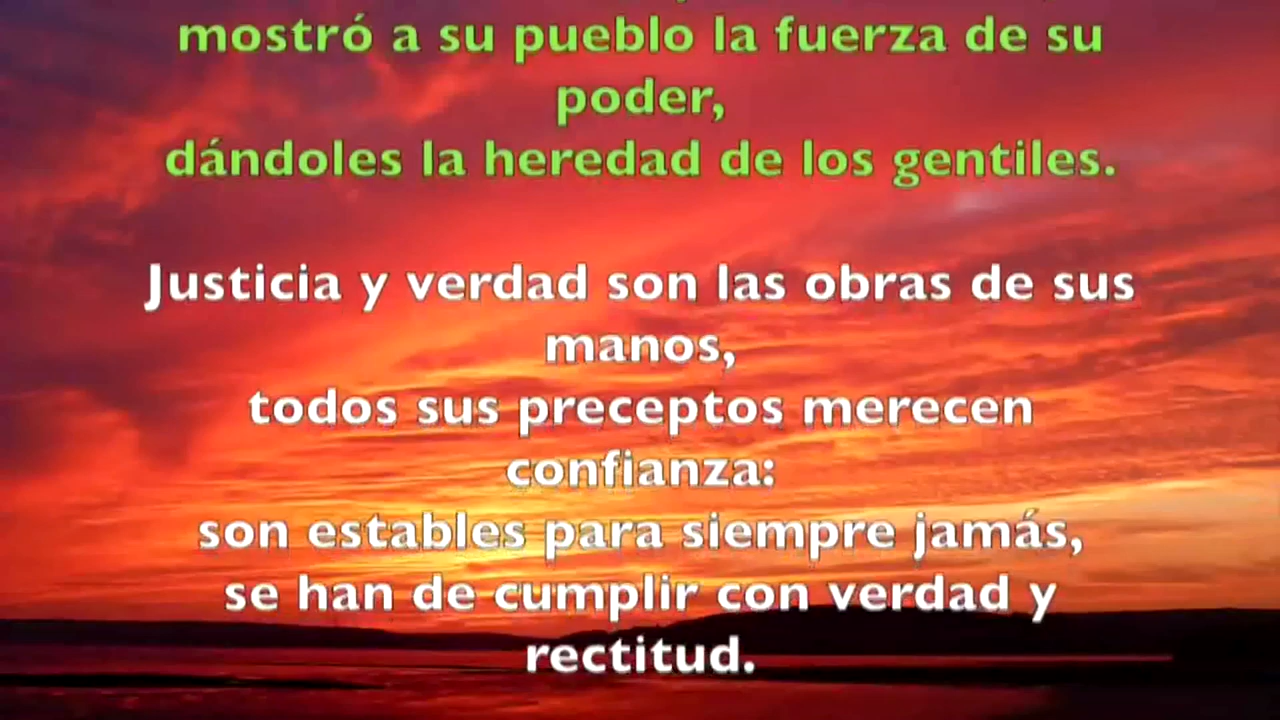 mostró a su pueblo la fuerza de su
poder,
dándoles la heredad de los gentiles.
Justicia y verdad son las obras de sus
manos,
todos sus preceptos merecen
confianza:
son estables para siempre jamás,
se han de cumplir con verdad y
rectitud.